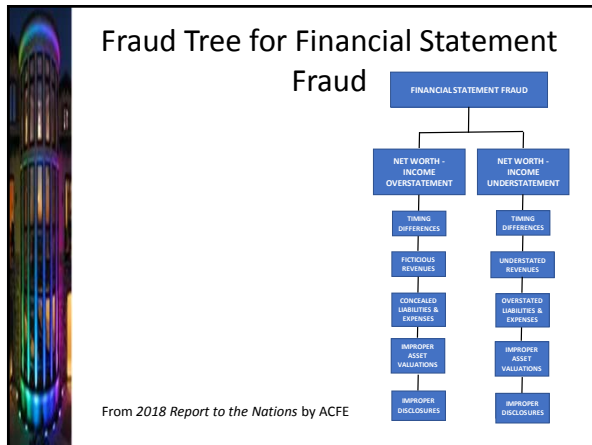 Fraud Tree for Financial Statement
Fraud
FINANCIAL STATEMENT FRAUD
NET WORTH -
INCOME
OVERSTATEMENT
NET WORTH -
INCOME
UNDERSTATEMENT
TIMING
DIFFERENCES
TIMING
DIFFERENCES
FICTICIOUS
REVENUES
UNDERSTATED
REVENUES
CONCEALED
LIABILITIES &
EXPENSES
OVERSTATED
LIABILITIES &
EXPENSES
IMPROPER
ASSET
VALUATIONS
IMPROPER
ASSET
VALUATIONS
IMPROPER
DISCLOSURES
IMPROPER
DISCLOSURES
From 2018 Report to the Nations by ACFE